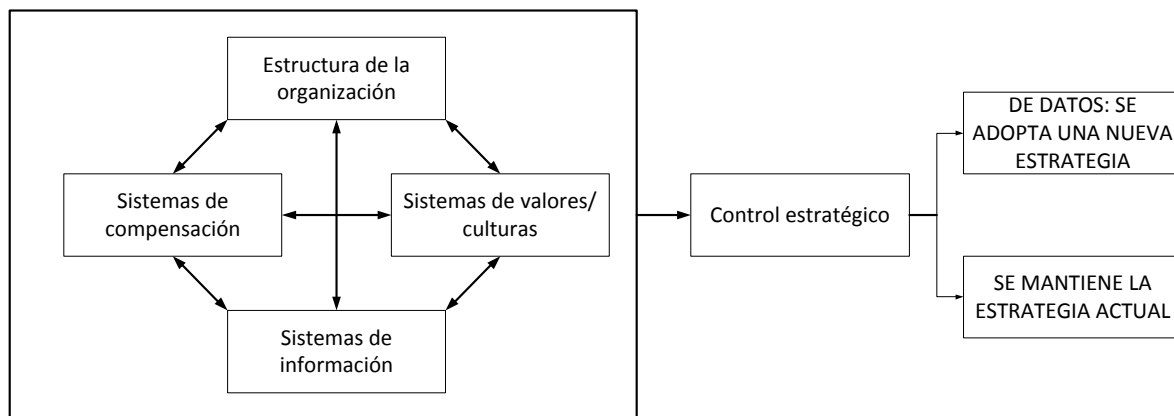 Estructura de la
organización
Sistemas de
compensación
Sistemas de valores/
culturas
Sistemas de
información
Control estratégico
DE DATOS: SE
ADOPTA UNA NUEVA
ESTRATEGIA
SE MANTIENE LA
ESTRATEGIA ACTUAL